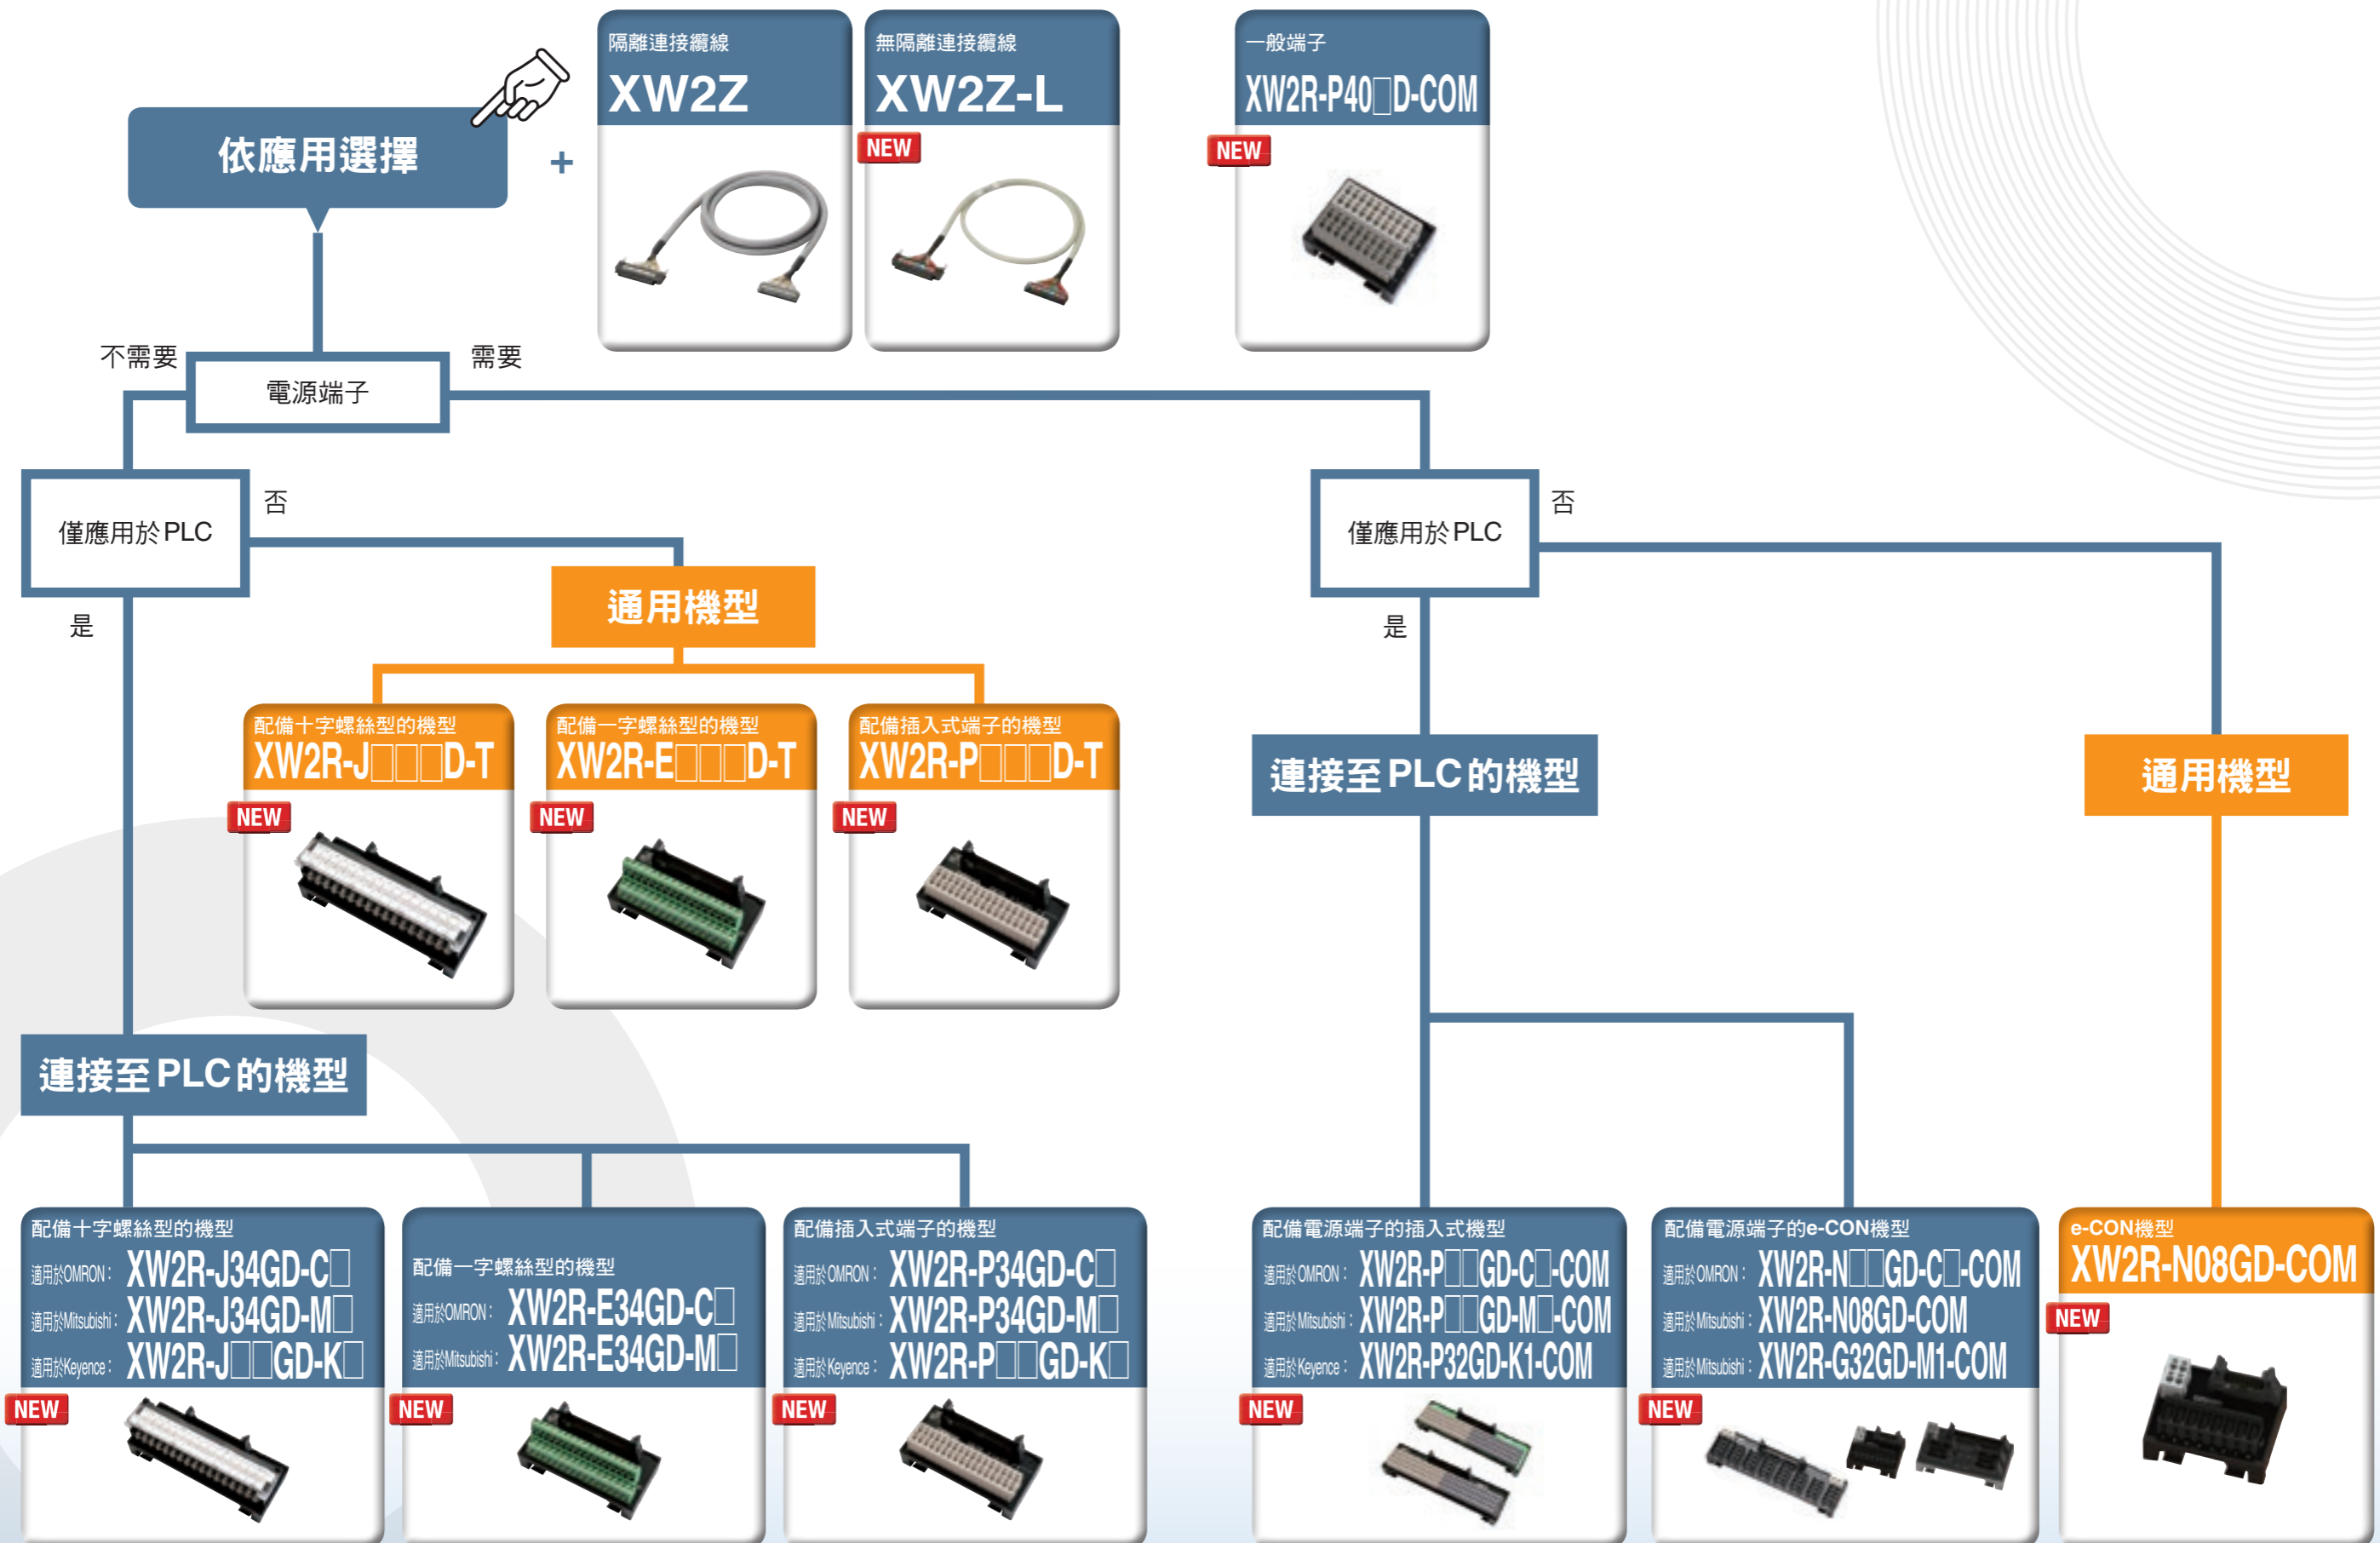 隔離連接纜線
XW2Z
無隔離連接纜線
XW2Z-L
NEW
一般端子
XW2R-P40□D-COM
NEW
依應用選擇
+
不需要
電源端子
需要
僅應用於PLC
否
是
通用機型
配備十字螺絲型的機型
XW2R-J□□□D-T
NEW
配備一字螺絲型的機型
XW2R-E□□□D-T
NEW
配備插入式端子的機型
XW2R-P□□□D-T
NEW
連接至PLC的機型
配備十字螺絲型的機型
適用於OMRON：XW2R-J34GD-C□
適用於Mitsubishi：XW2R-J34GD-M□
適用於Keyence：XW2R-J□□GD-K□
NEW
配備一字螺絲型的機型
適用於OMRON：XW2R-E34GD-C□
適用於Mitsubishi：XW2R-E34GD-M□
NEW
配備插入式端子的機型
適用於OMRON：XW2R-P34GD-C□
適用於Mitsubishi：XW2R-P34GD-M□
適用於Keyence：XW2R-P□□GD-K□
NEW
僅應用於PLC
否
是
連接至PLC的機型
通用機型
配備電源端子的插入式機型
適用於OMRON：XW2R-P□□GD-C□-COM
適用於Mitsubishi：XW2R-P□□GD-M□-COM
適用於Keyence：XW2R-P32GD-K1-COM
NEW
配備電源端子的e-CON機型
適用於OMRON：XW2R-N□□GD-C□-COM
適用於Mitsubishi：XW2R-N08GD-COM
適用於Mitsubishi：XW2R-G32GD-M1-COM
NEW
e-CON機型
XW2R-N08GD-COM
NEW